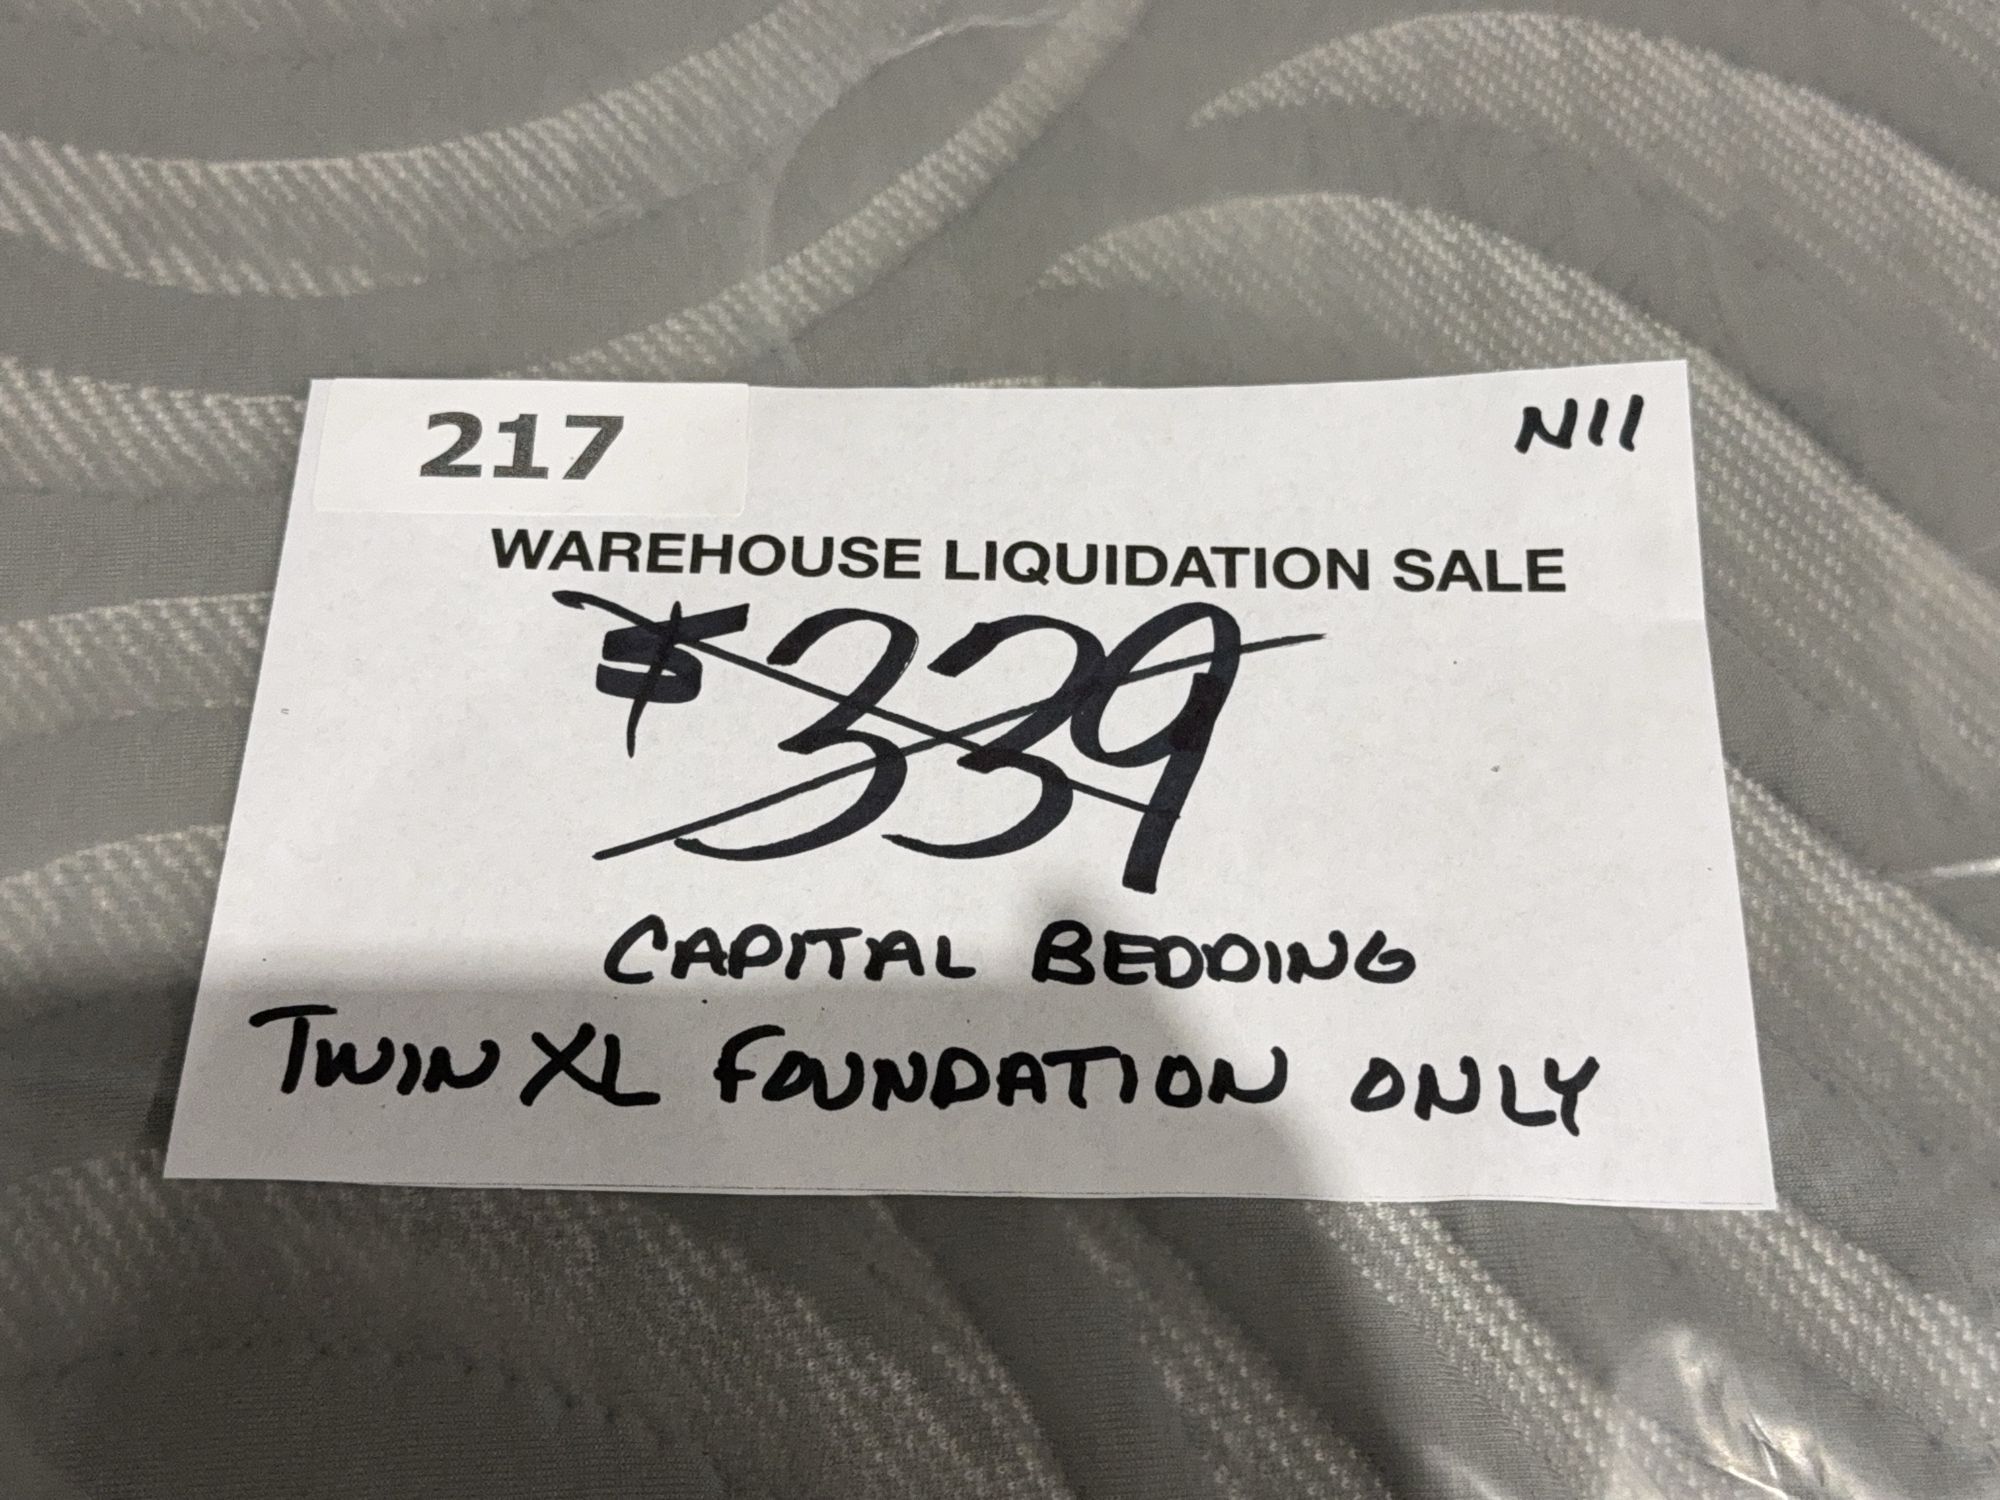 217
N11
WAREHOUSE LIQUIDATION SALE
$339
CAPITAL BEDDING
TWIN XL FOUNDATION ONLY